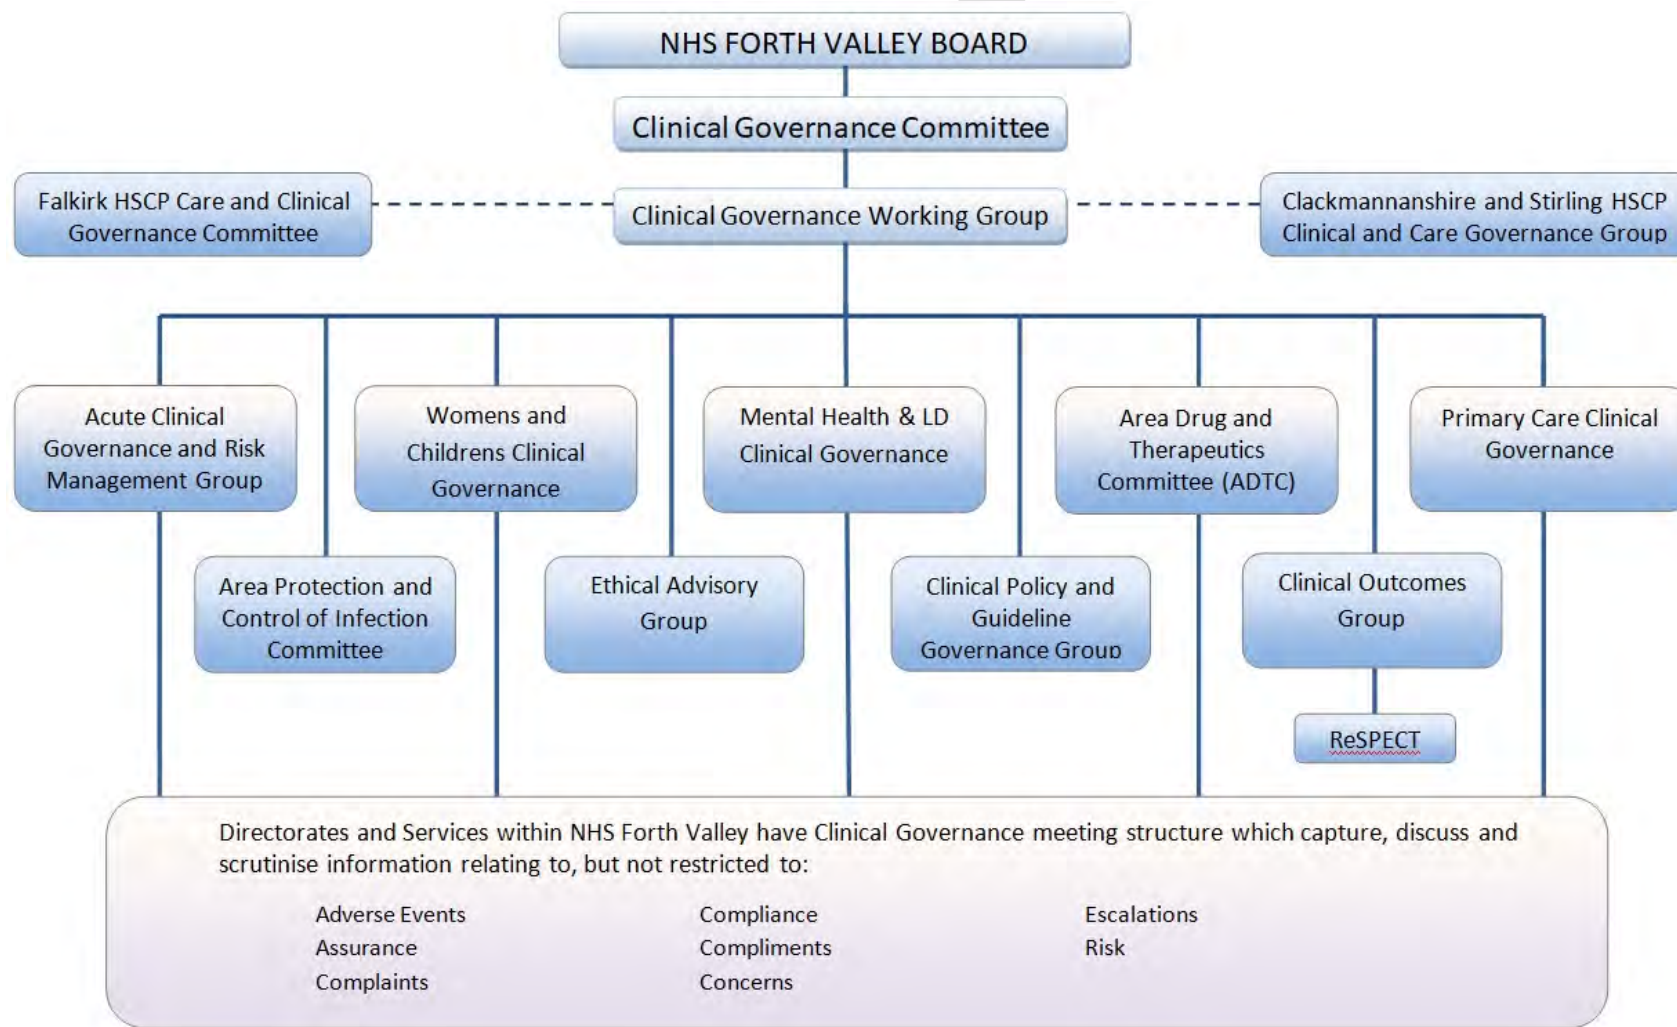 NHS FORTH VALLEY BOARD
Clinical Governance Committee
Falkirk HSCP Care and Clinical
Governance Committee
Clinical Governance Working Group
Clackmannanshire and Stirling HSCP
Clinical and Care Governance Group
Acute Clinical
Governance and Risk
Management Group
Womens and
Childrens Clinical
Governance
Mental Health & LD
Clinical Governance
Area Drug and
Therapeutics
Committee (ADTC)
Primary Care Clinical
Governance
Area Protection and
Control of Infection
Committee
Ethical Advisory
Group
Clinical Policy and
Guideline
Governance Group
Clinical Outcomes
Group
ReSPECT
Directorates and Services within NHS Forth Valley have Clinical Governance meeting structure which capture, discuss and
scrutinise information relating to, but not restricted to:
Adverse Events
Assurance
Complaints
Compliance
Compliments
Concerns
Escalations
Risk